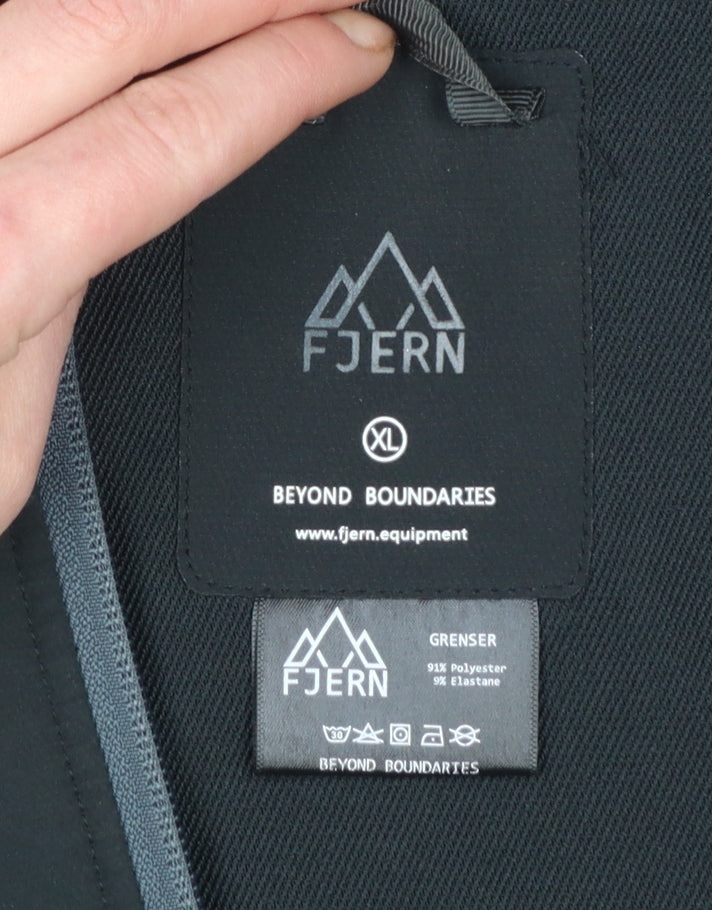 FJERN
XL
BEYOND BOUNDARIES
www.fjern.equipment
FJERN
GRENSER
91% Polyester
9% Elastane
30
BEYOND BOUNDARIES